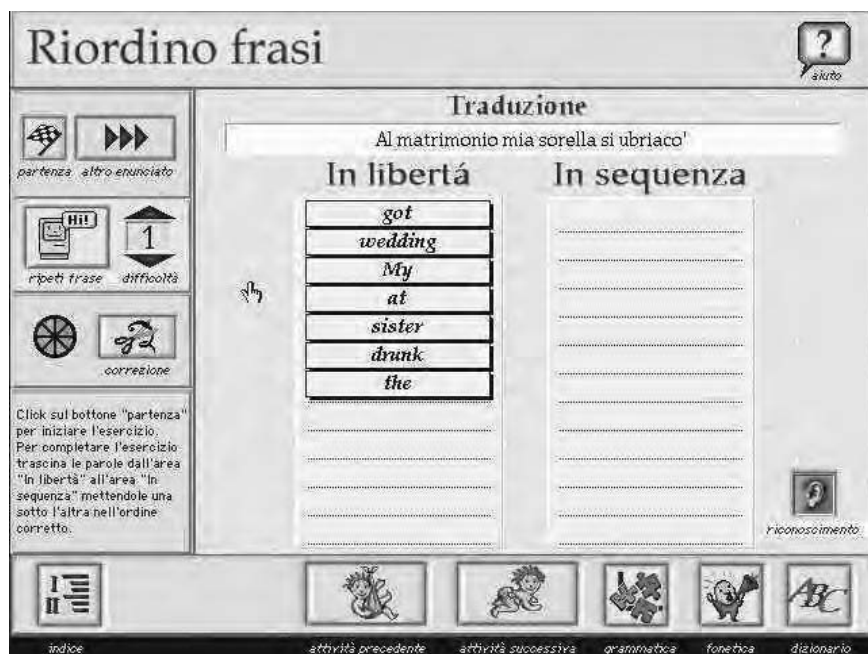 Riordino frasi
?
aiuto
partenza altro enunciato
Hi!
1
ripeti frase difficoltà
correzione
Click sul bottone "partenza"
per iniziare l'esercizio.
Per completare l'esercizio
trascina le parole dall'area
"In libertà" all'area "In
sequenza" mettendole una
sotto l'altra nell'ordine
corretto.
Traduzione
Al matrimonio mia sorella si ubriaco'
In libertá In sequenza
got
wedding
My
at
sister
drunk
the
riconoscimento
I
II
ABC
indice attività precedente attività successiva grammatica fonetica dizionario